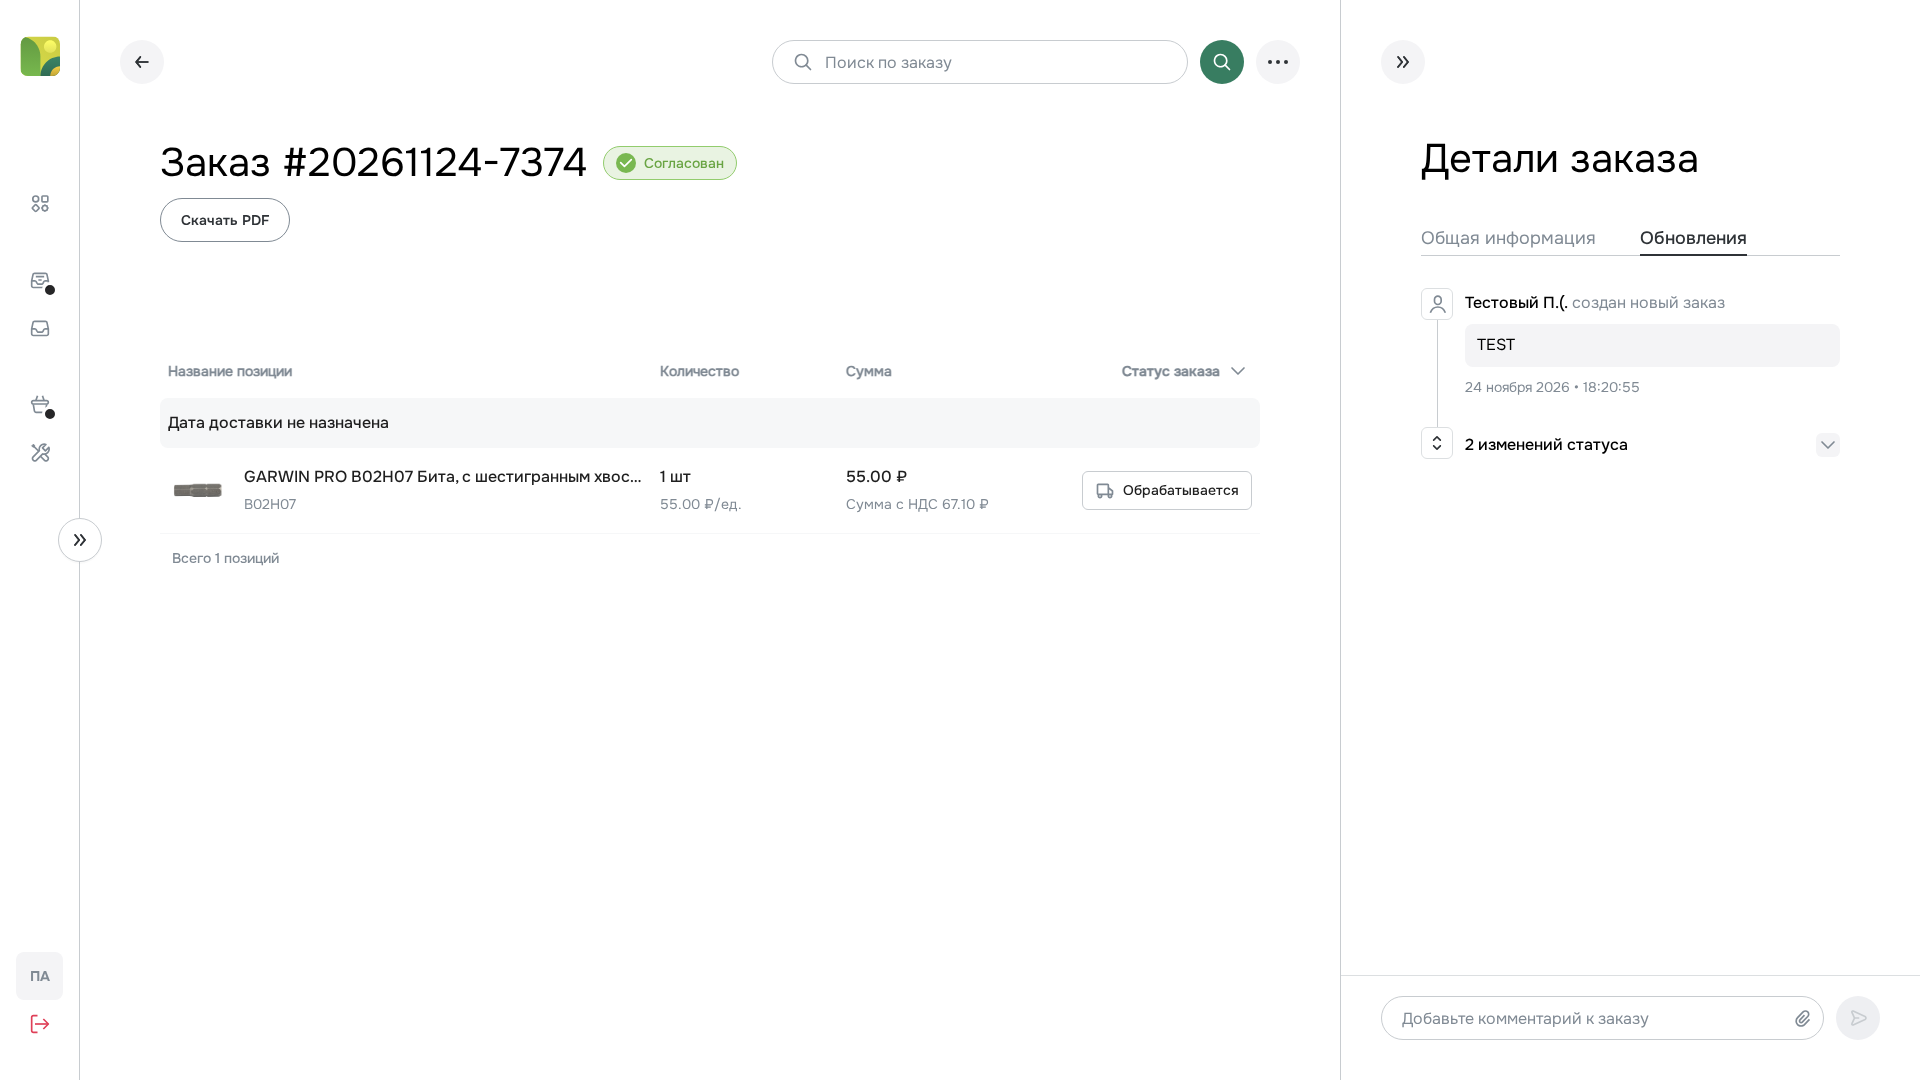 Поиск по заказу
Заказ #20261124-7374
Согласован
Скачать PDF
Название позиции
Количество
Сумма
Статус заказа
Дата доставки не назначена
GARWIN PRO B02H07 Бита, с шестигранным хвос...
1 шт
55.00 ₽
Обрабатывается
B02H07
55.00 ₽/ед.
Сумма с НДС 67.10 ₽
Всего 1 позиций
ПА
Детали заказа
Общая информация
Обновления
Тестовый П.(. создан новый заказ
TEST
24 ноября 2026 • 18:20:55
2 изменений статуса
Добавьте комментарий к заказу